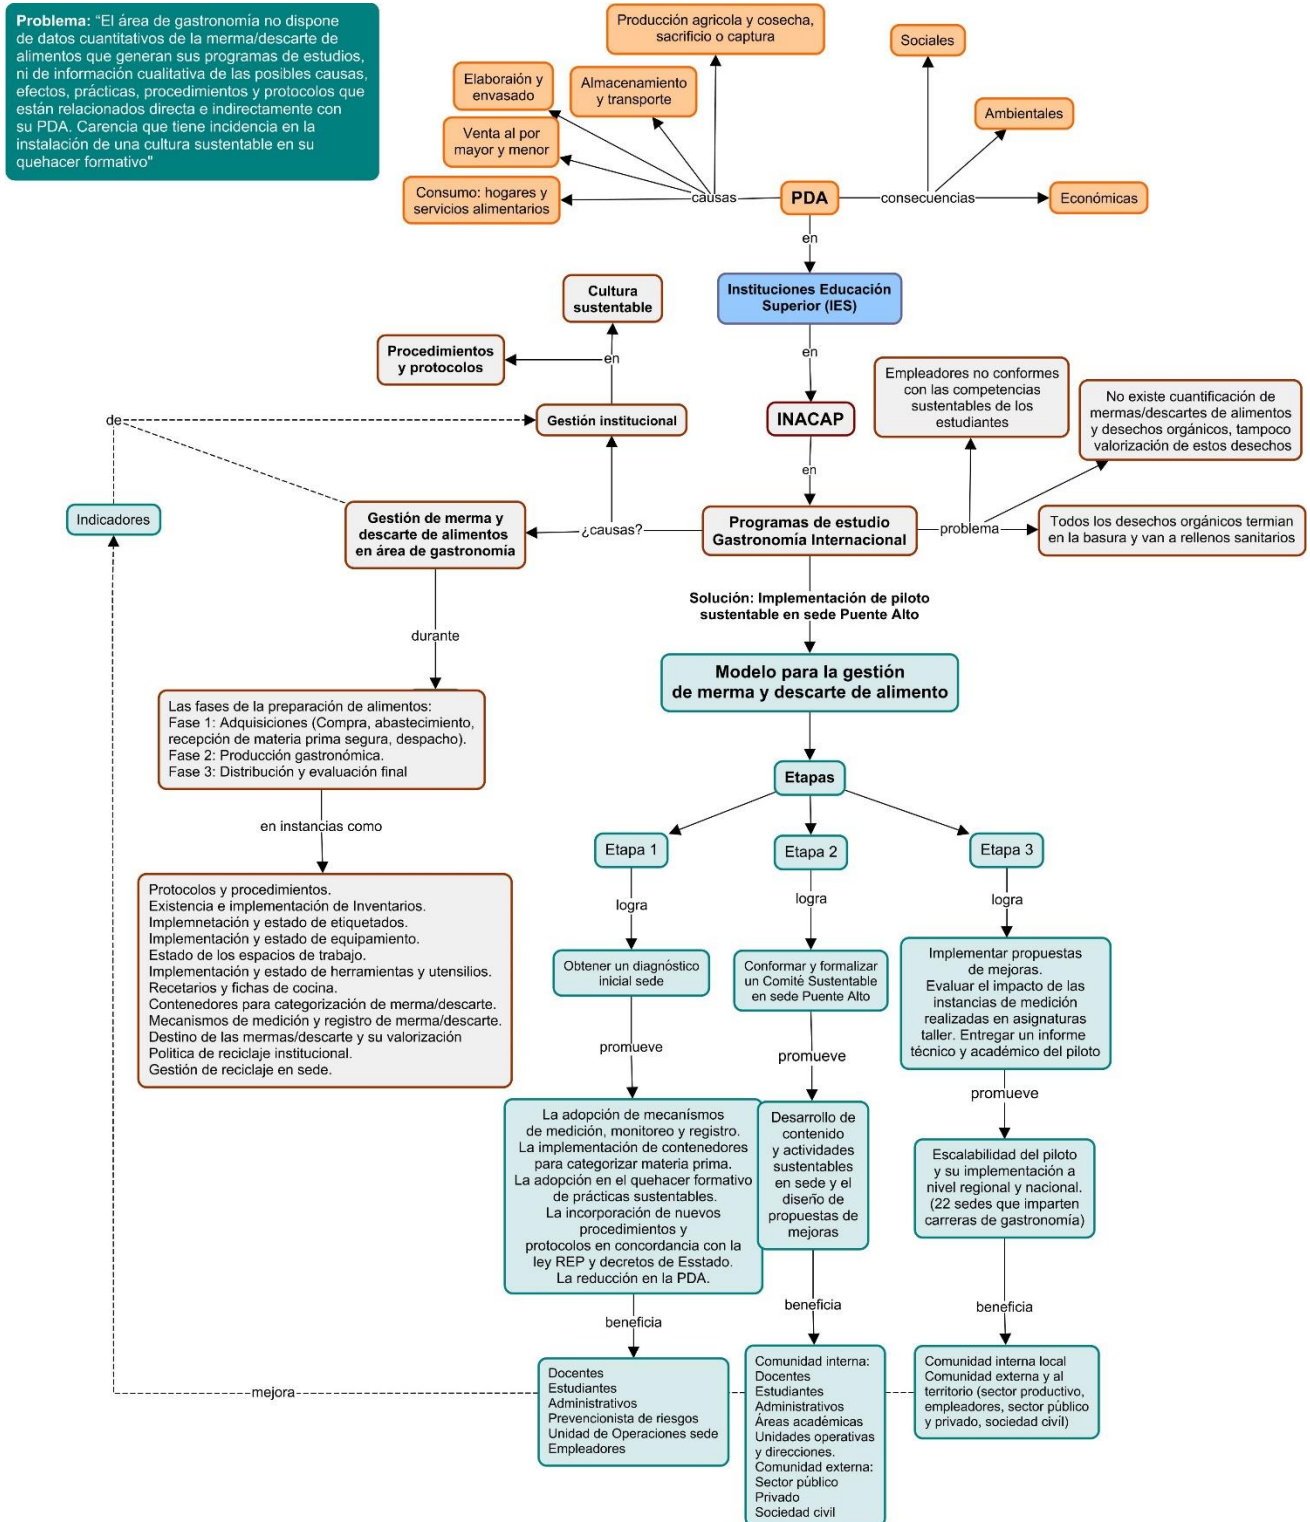 Problema: "El área de gastronomía no dispone
de datos cuantitativos de la merma/descarte de
alimentos que generan sus programas de estudios,
ni de información cualitativa de las posibles causas,
efectos, prácticas, procedimientos y protocolos que
están relacionados directa e indirectamente con
su PDA. Carencia que tiene incidencia en la
instalación de una cultura sustentable en su
quehacer formativo"
Producción agricola y cosecha,
sacrificio o captura
Sociales
Elaboraión y
envasado
Almacenamiento
y transporte
Ambientales
Venta al por
mayor y menor
Consumo: hogares y
servicios alimentarios
causas
PDA
consecuencias
Económicas
en
Instituciones Educación
Superior (IES)
Cultura
sustentable
en
Procedimientos
y protocolos
en
Empleadores no conformes
con las competencias
sustentables de los
estudiantes
No existe cuantificación de
mermas/descartes de alimentos
y desechos orgánicos, tampoco
valorización de estos desechos
de
Gestión institucional
INACAP
en
Indicadores
Gestión de merma y
descarte de alimentos
en área de gastronomía
¿causas?
Programas de estudio
Gastronomía Internacional
problema
Todos los desechos orgánicos termian
en la basura y van a rellenos sanitarios
Solución: Implementación de piloto
sustentable en sede Puente Alto
durante
Modelo para la gestión
de merma y descarte de alimento
Las fases de la preparación de alimentos:
Fase 1: Adquisiciones (Compra, abastecimiento,
recepción de materia prima segura, despacho).
Fase 2: Producción gastronómica.
Fase 3: Distribución y evaluación final
Etapas
en instancias como
Etapa 1
Etapa 2
Etapa 3
Protocolos y procedimientos.
Existencia e implementación de Inventarios.
Implemnetación y estado de etiquetados.
Implementación y estado de equipamiento.
Estado de los espacios de trabajo.
Implementación y estado de herramientas y utensilios.
Recetarios y fichas de cocina.
Contenedores para categorización de merma/descarte.
Mecanismos de medición y registro de merma/descarte.
Destino de las mermas/descarte y su valorización
Politica de reciclaje institucional.
Gestión de reciclaje en sede.
logra
logra
logra
Obtener un diagnóstico
inicial sede
Conformar y formalizar
un Comité Sustentable
en sede Puente Alto
Implementar propuestas
de mejoras.
Evaluar el impacto de las
instancias de medición
realizadas en asignaturas
taller. Entregar un informe
técnico y académico del piloto
promueve
promueve
promueve
La adopción de mecanísmos
de medición, monitoreo y registro.
La implementación de contenedores
para categorizar materia prima.
La adopción en el quehacer formativo
de prácticas sustentables.
La incorporación de nuevos
procedimientos y
protocolos en concordancia con la
ley REP y decretos de Esstado.
La reducción en la PDA.
Desarrollo de
contenido
y actividades
sustentables
en sede y el
diseño de
propuestas de
mejoras
Escalabilidad del piloto
y su implementación a
nivel regional y nacional.
(22 sedes que imparten
carreras de gastronomía)
beneficia
beneficia
beneficia
mejora
Docentes
Estudiantes
Administrativos
Prevencionista de riesgos
Unidad de Operaciones sede
Empleadores
Comunidad interna:
Docentes
Estudiantes
Administrativos
Áreas académicas
Unidades operativas
y direcciones.
Comunidad externa:
Sector público
Privado
Sociedad civil
Comunidad interna local
Comunidad externa y al
territorio (sector productivo,
empleadores, sector público
y privado, sociedad civíl)